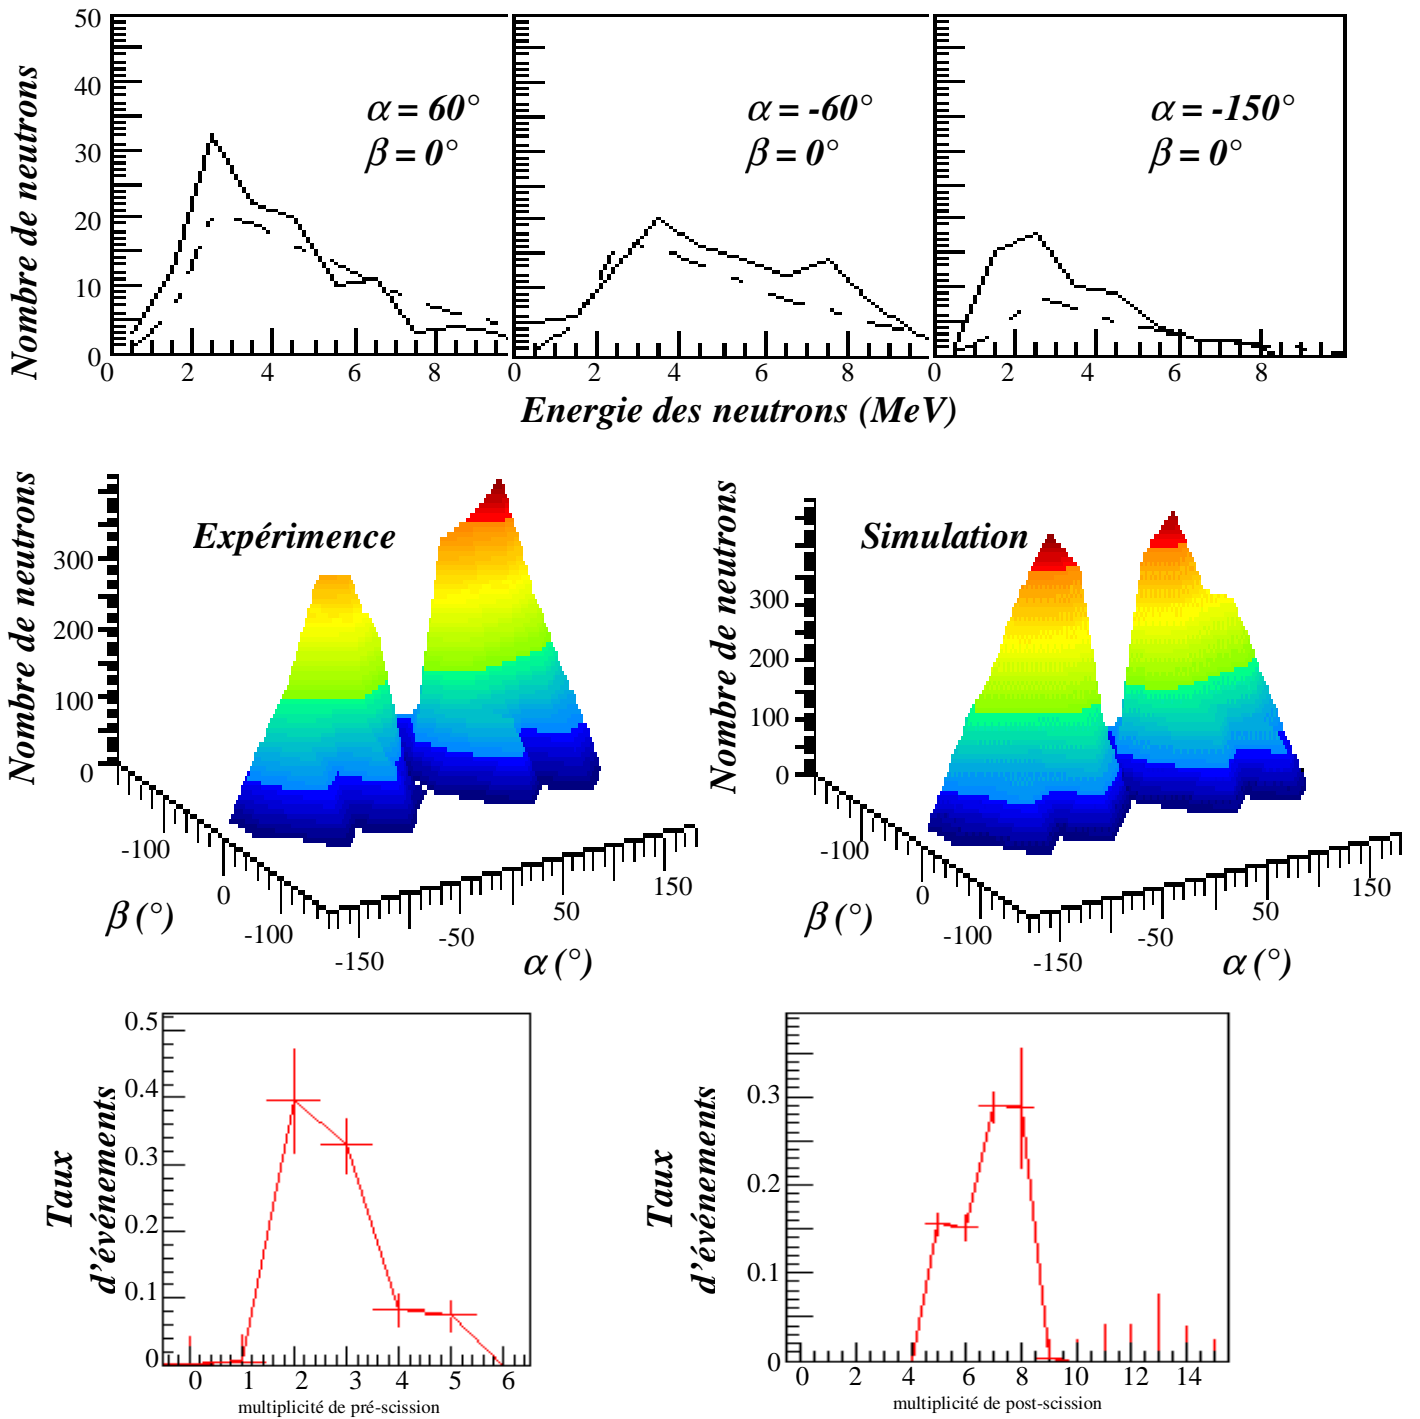 50
40
30
20
10
0
Nombre de neutrons
α = 60°
β = 0°
α = -60°
β = 0°
α = -150°
β = 0°
0 2 4 6 8
0 2 4 6 8
0 2 4 6 8
Energie des neutrons (MeV)
Nombre de neutrons
300
200
100
0
Expérimence
-100
0
-100
β (°)
-150
-50
50
150
α (°)
Nombre de neutrons
300
200
100
0
Simulation
-100
0
-100
β (°)
-150
-50
50
150
α (°)
Taux
d'événements
0.5
0.4
0.3
0.2
0.1
0
0 1 2 3 4 5 6
multiplicité de pré-scission
Taux
d'événements
0.3
0.2
0.1
0
0 2 4 6 8 10 12 14
multiplicité de post-scission